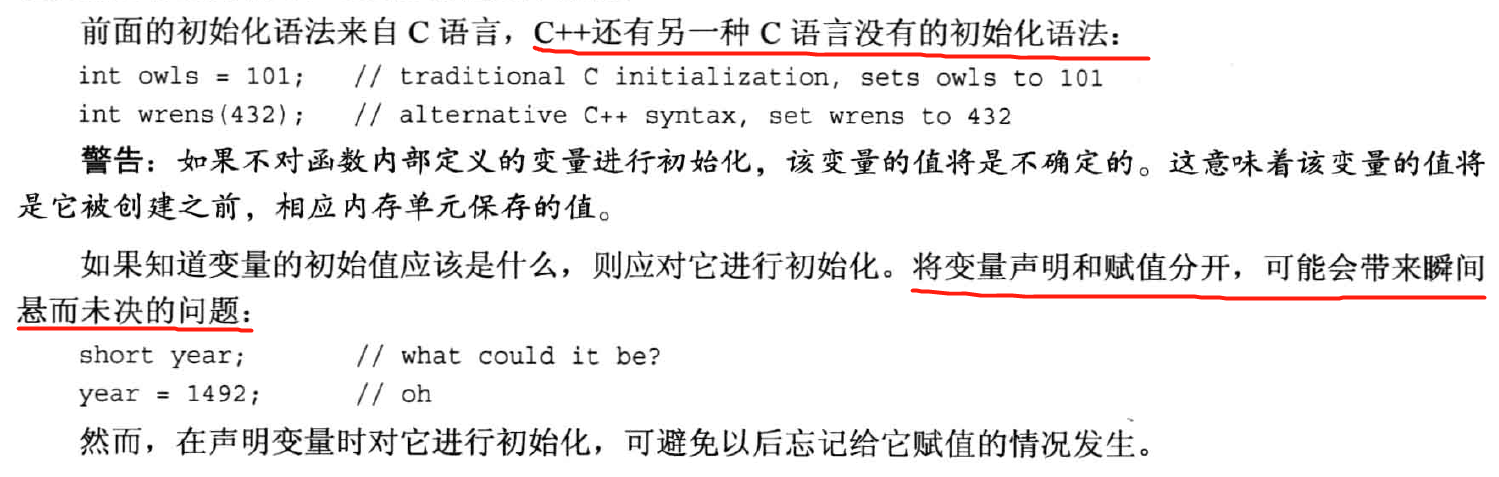 前面的初始化语法来自 C 语言，C++还有另一种 C 语言没有的初始化语法：
int owls = 101;   // traditional C initialization, sets owls to 101
int wrens(432);   // alternative C++ syntax, set wrens to 432
警告：如果不对函数内部定义的变量进行初始化，该变量的值将是不确定的。这意味着该变量的值将
是它被创建之前，相应内存单元保存的值。
如果知道变量的初始值应该是什么，则应对它进行初始化。将变量声明和赋值分开，可能会带来瞬间
悬而未决的问题：
short year;       // what could it be?
year = 1492;      // oh
然而，在声明变量时对它进行初始化，可避免以后忘记给它赋值的情况发生。